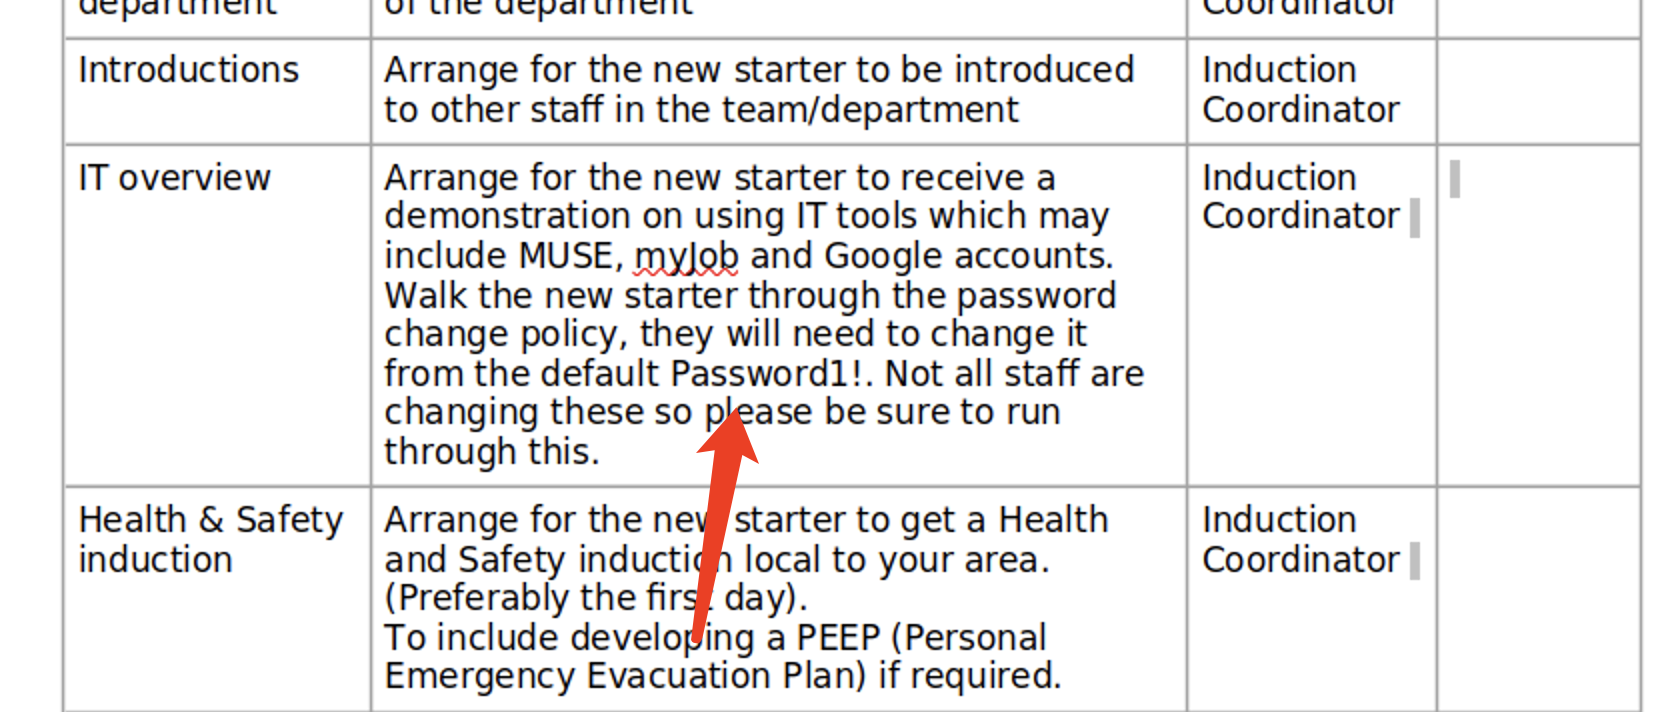 department
of the department
Coordinator
Introductions
Arrange for the new starter to be introduced
to other staff in the team/department
Induction
Coordinator
IT overview
Arrange for the new starter to receive a
demonstration on using IT tools which may
include MUSE, myJob and Google accounts.
Walk the new starter through the password
change policy, they will need to change it
from the default Password1!. Not all staff are
changing these so please be sure to run
through this.
Induction
Coordinator
Health & Safety
induction
Arrange for the new starter to get a Health
and Safety induction local to your area.
(Preferably the first day).
To include developing a PEEP (Personal
Emergency Evacuation Plan) if required.
Induction
Coordinator